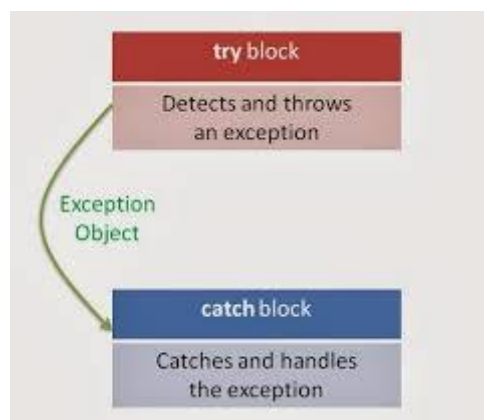 try block
Detects and throws
an exception
Exception
Object
catch block
Catches and handles
the exception